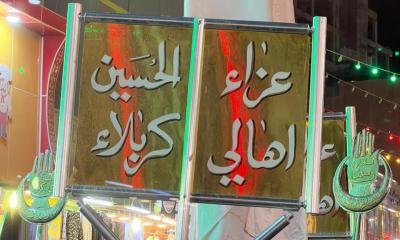 عزاء
اهالي
الحسين
كربلاء